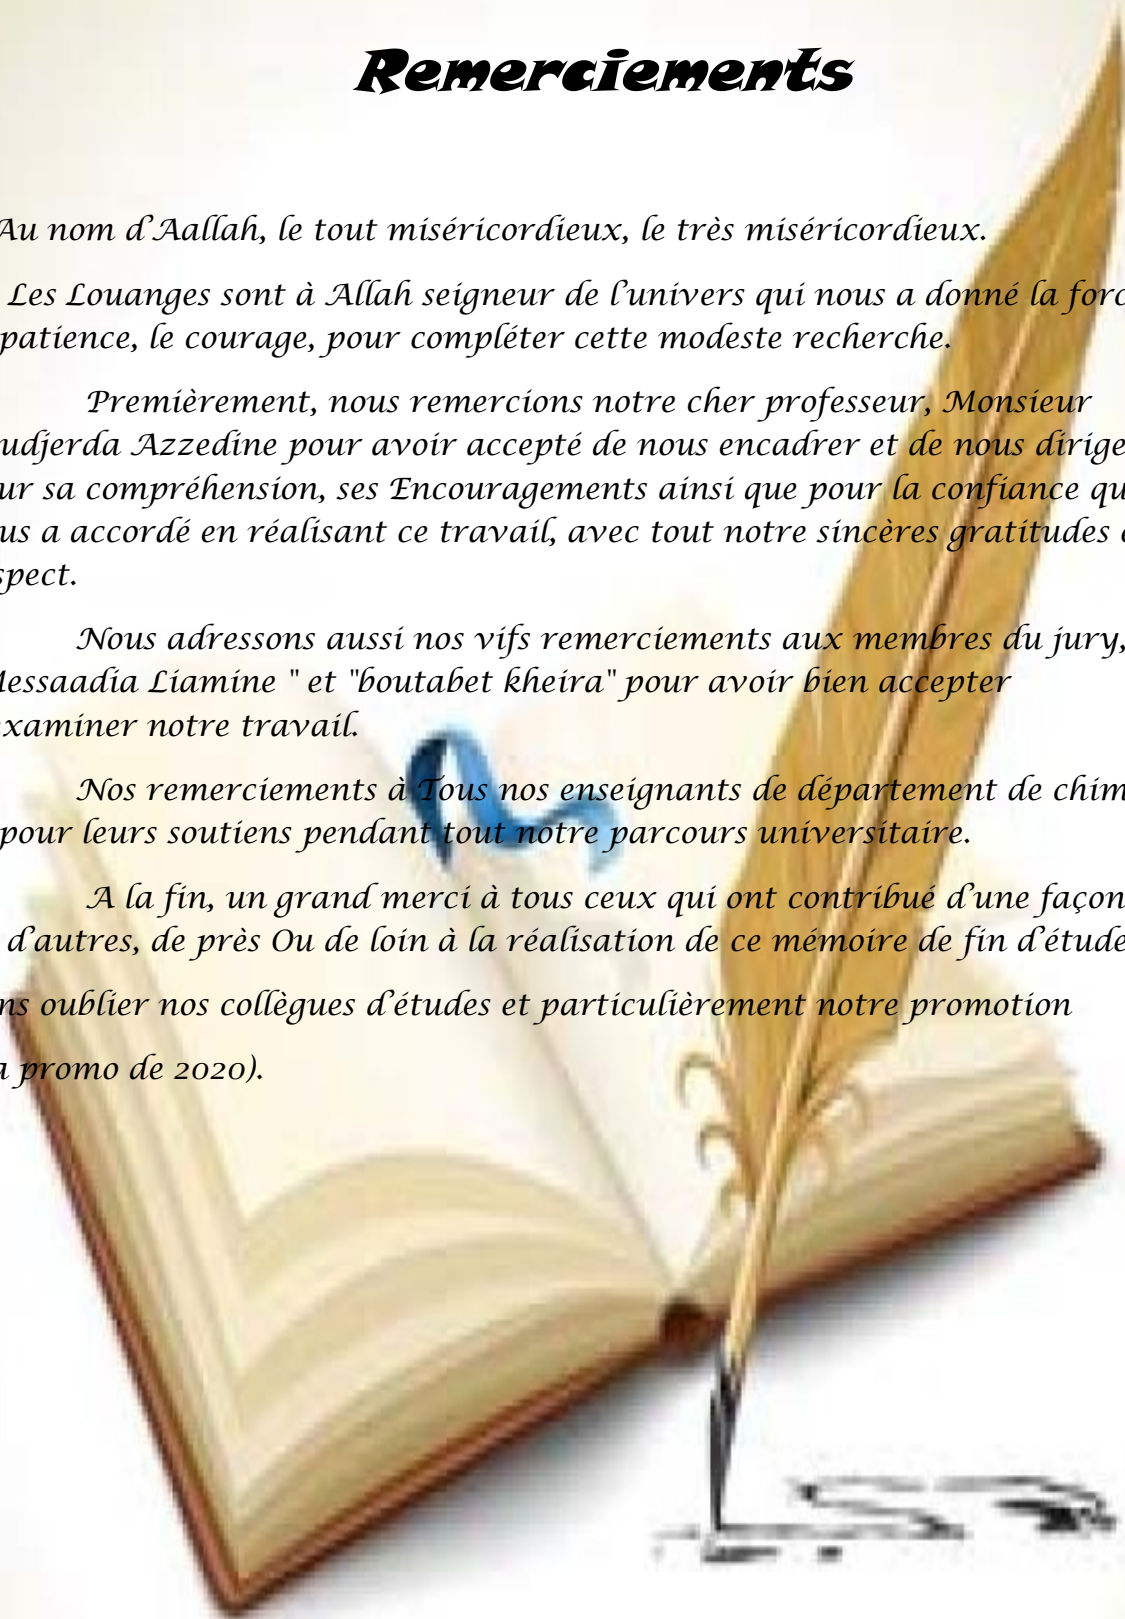 Remerciements
Au nom d'Aallah, le tout miséricordieux, le très miséricordieux.
Les Louanges sont à Allah seigneur de l'univers qui nous a donné la forc
patience, le courage, pour compléter cette modeste recherche.
Premièrement, nous remercions notre cher professeur, Monsieur
udjerda Azzedine pour avoir accepté de nous encadrer et de nous dirige
ur sa compréhension, ses Encouragements ainsi que pour la confiance qu
us a accordé en réalisant ce travail, avec tout notre sincères gratitudes e
spect.
Nous adressons aussi nos vifs remerciements aux membres du jury,
Messaadia Liamine " et "boutabet kheira" pour avoir bien accepter
xaminer notre travail.
Nos remerciements à Tous nos enseignants de département de chim
pour leurs soutiens pendant tout notre parcours universitaire.
A la fin, un grand merci à tous ceux qui ont contribué d'une façon
d'autres, de près Ou de loin à la réalisation de ce mémoire de fin d'étude
ns oublier nos collègues d'études et particulièrement notre promotion
a promo de 2020).